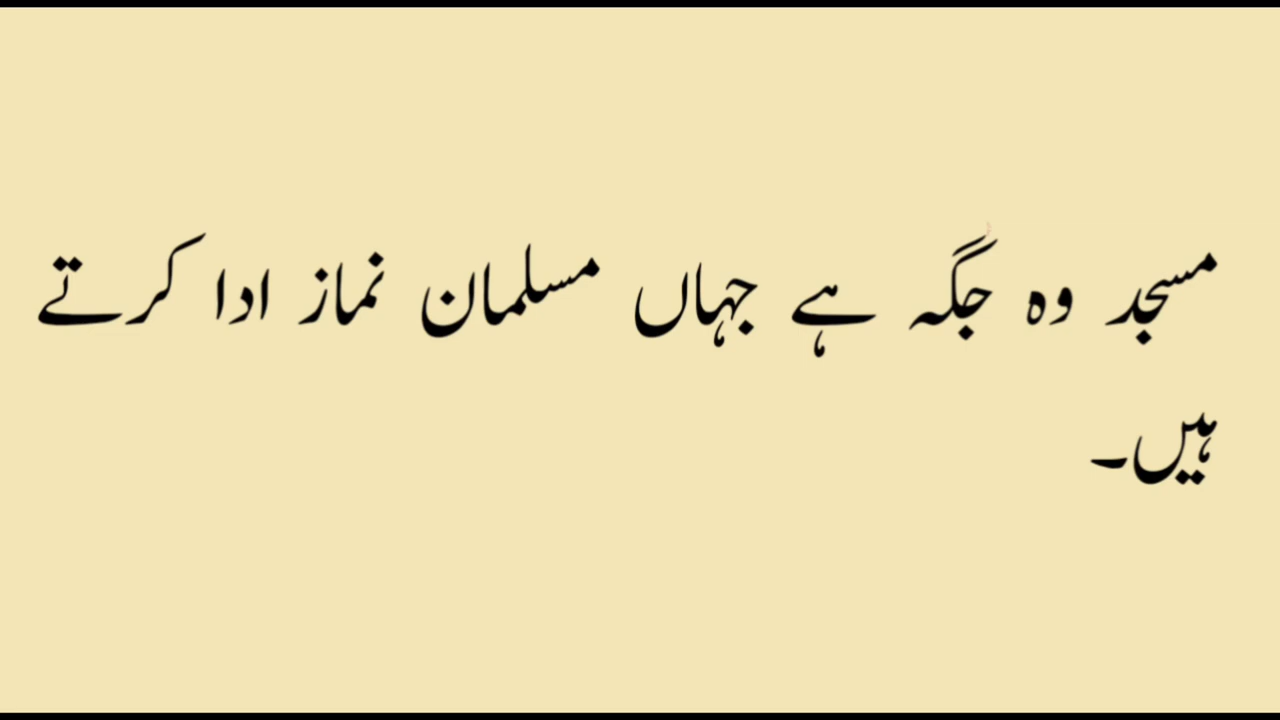 مسجد وہ جگہ ہے جہاں مسلمان نماز ادا کرتے
ہیں۔